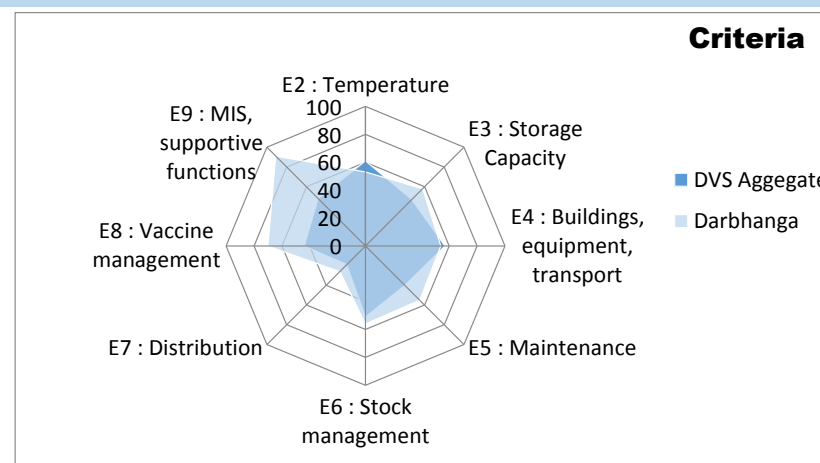 Criteria
E2 : Temperature
100
80
60
40
20
0
E3 : Storage
Capacity
E4 : Buildings,
equipment,
transport
E5 : Maintenance
E6 : Stock
management
E7 : Distribution
E8 : Vaccine
management
E9 : MIS,
supportive
functions
DVS Aggegate
Darbhanga